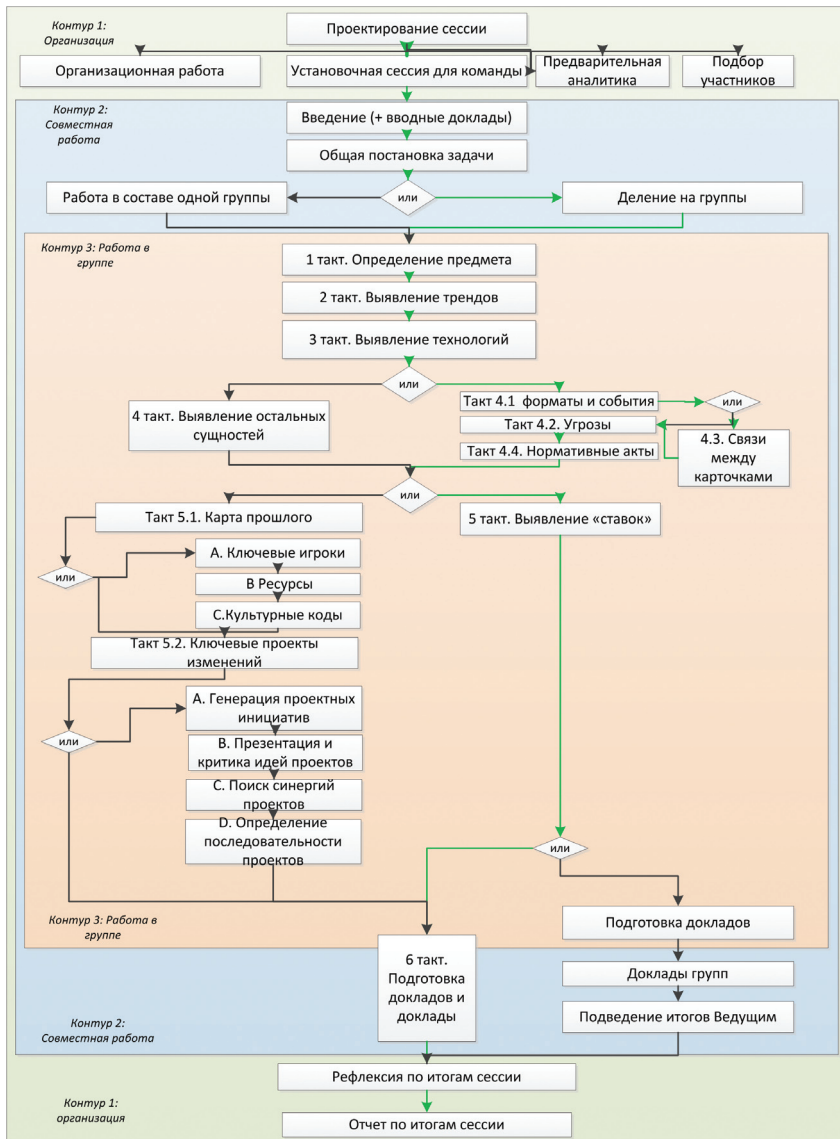 Контур 1:
Организация
Проектирование сессии
Организационная работа
Установочная сессия для команды
Предварительная
аналитика
Подбор
участников
Контур 2:
Совместная
работа
Введение (+ вводные доклады)
Общая постановка задачи
Работа в составе одной группы
или
Деление на группы
Контур 3: Работа в
группе
1 такт. Определение предмета
2 такт. Выявление трендов
3 такт. Выявление технологий
или
4 такт. Выявление остальных
сущностей
Такт 4.1 форматы и события
или
Такт 4.2. Угрозы
Такт 4.4. Нормативные акты
4.3. Связи
между
карточками
или
Такт 5.1. Карта прошлого
5 такт. Выявление «ставок»
или
А. Ключевые игроки
В Ресурсы
С.Культурные коды
Такт 5.2. Ключевые проекты
изменений
или
А. Генерация проектных
инициатив
В. Презентация и
критика идей проектов
С. Поиск синергий
проектов
D. Определение
последовательности
проектов
или
Контур 3: Работа в
группе
Подготовка докладов
6 такт.
Подготовка
докладов и
доклады
Доклады групп
Подведение итогов Ведущим
Контур 2:
Совместная работа
Рефлексия по итогам сессии
Контур 1:
организация
Отчет по итогам сессии